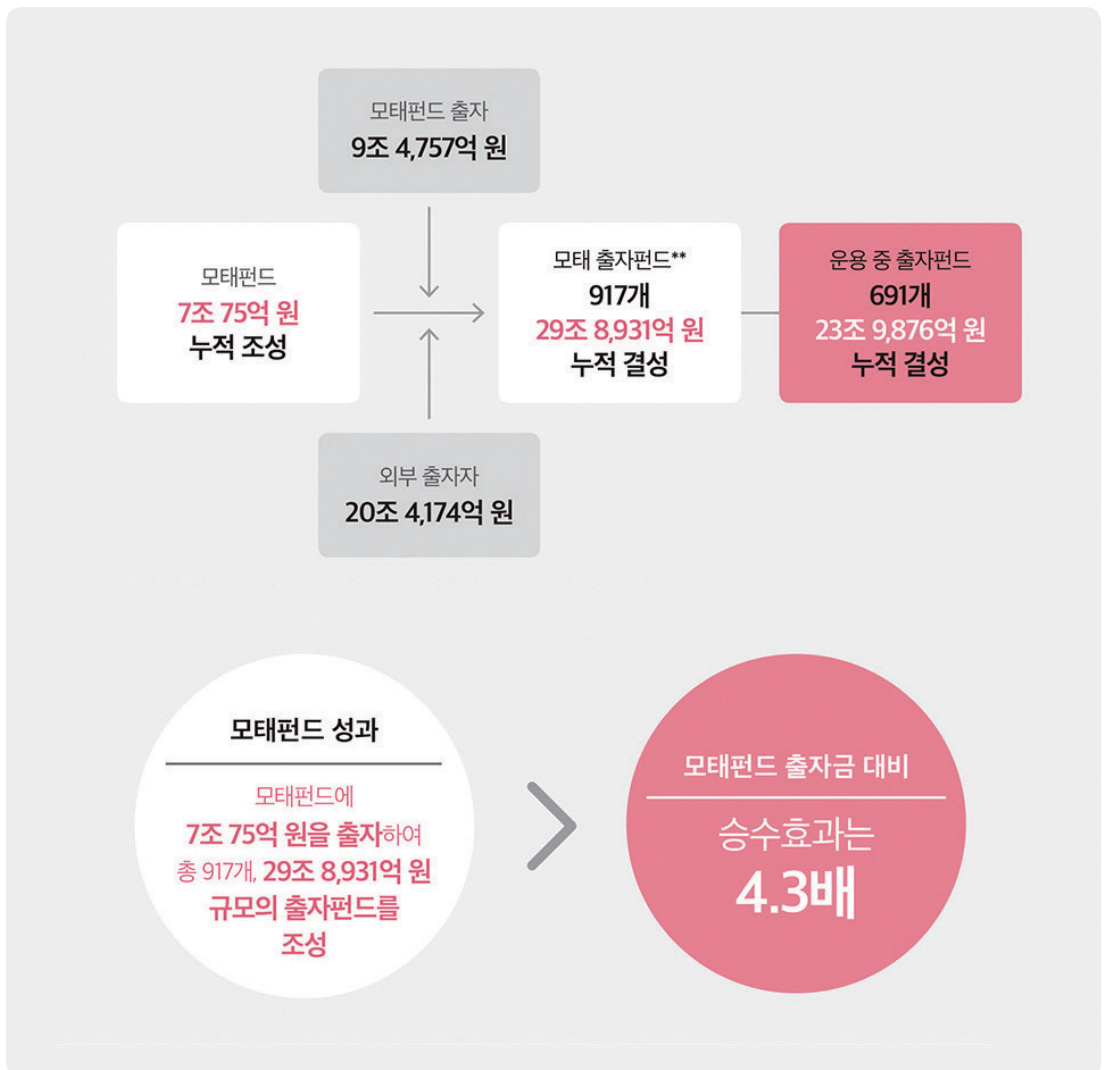 모태펀드 출자
9조 4,757억 원
모태펀드
7조 75억 원
누적 조성
모태 출자펀드**
917개
29조 8,931억 원
누적 결성
운용 중 출자펀드
691개
23조 9,876억 원
누적 결성
외부 출자자
20조 4,174억 원
모태펀드 성과
모태펀드에
7조 75억 원을 출자하여
총 917개, 29조 8,931억 원
규모의 출자펀드를
조성
모태펀드 출자금 대비
승수효과는
4.3배